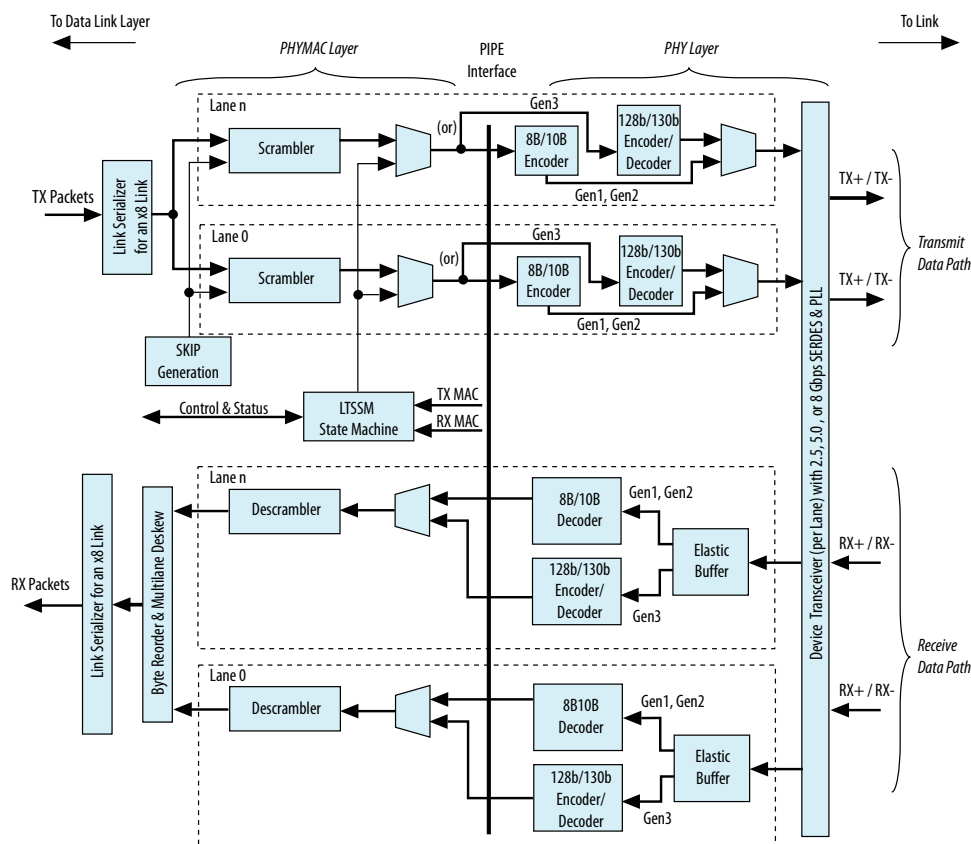 To Data Link Layer
PHYMAC Layer
PIPE
Interface
PHY Layer
To Link
Lane n
Scrambler
(or)
Gen3
8B/10B
Encoder
128b/130b
Encoder/
Decoder
Gen1, Gen2
TX Packets
Link Serializer
for an x8 Link
TX+ / TX-
Lane 0
Scrambler
(or)
Gen3
8B/10B
Encoder
128b/130b
Encoder/
Decoder
Gen1, Gen2
TX+ / TX-
Transmit
Data Path
SKIP
Generation
Control & Status
LTSSM
State Machine
TX MAC
RX MAC
Device Transceiver (per Lane) with 2.5, 5.0 , or 8 Gbps SERDES & PLL
Lane n
Descrambler
8B/10B
Decoder
Gen1, Gen2
128b/130b
Encoder/
Decoder
Gen3
Elastic
Buffer
RX+ / RX-
RX Packets
Link Serializer for an x8 Link
Byte Reorder & Multilane Deskew
Lane 0
Descrambler
8B10B
Decoder
Gen1, Gen2
128b/130b
Encoder/
Decoder
Gen3
Elastic
Buffer
RX+ / RX-
Receive
Data Path